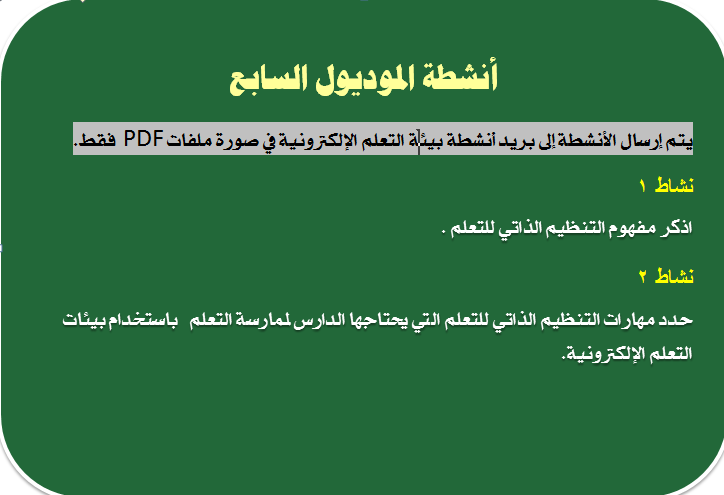 أنشطة الموديول السابع
يتم إرسال الأنشطة إلى بريد أنشطة بيئة التعلم الإلكترونية في صورة ملفات PDF فقط.
نشاط ١
اذكر مفهوم التنظيم الذاتي للتعلم .
نشاط ٢
حدد مهارات التنظيم الذاتي للتعلم التي يحتاجها الدارس لممارسة التعلم باستخدام بيئات
التعلم الإلكترونية.